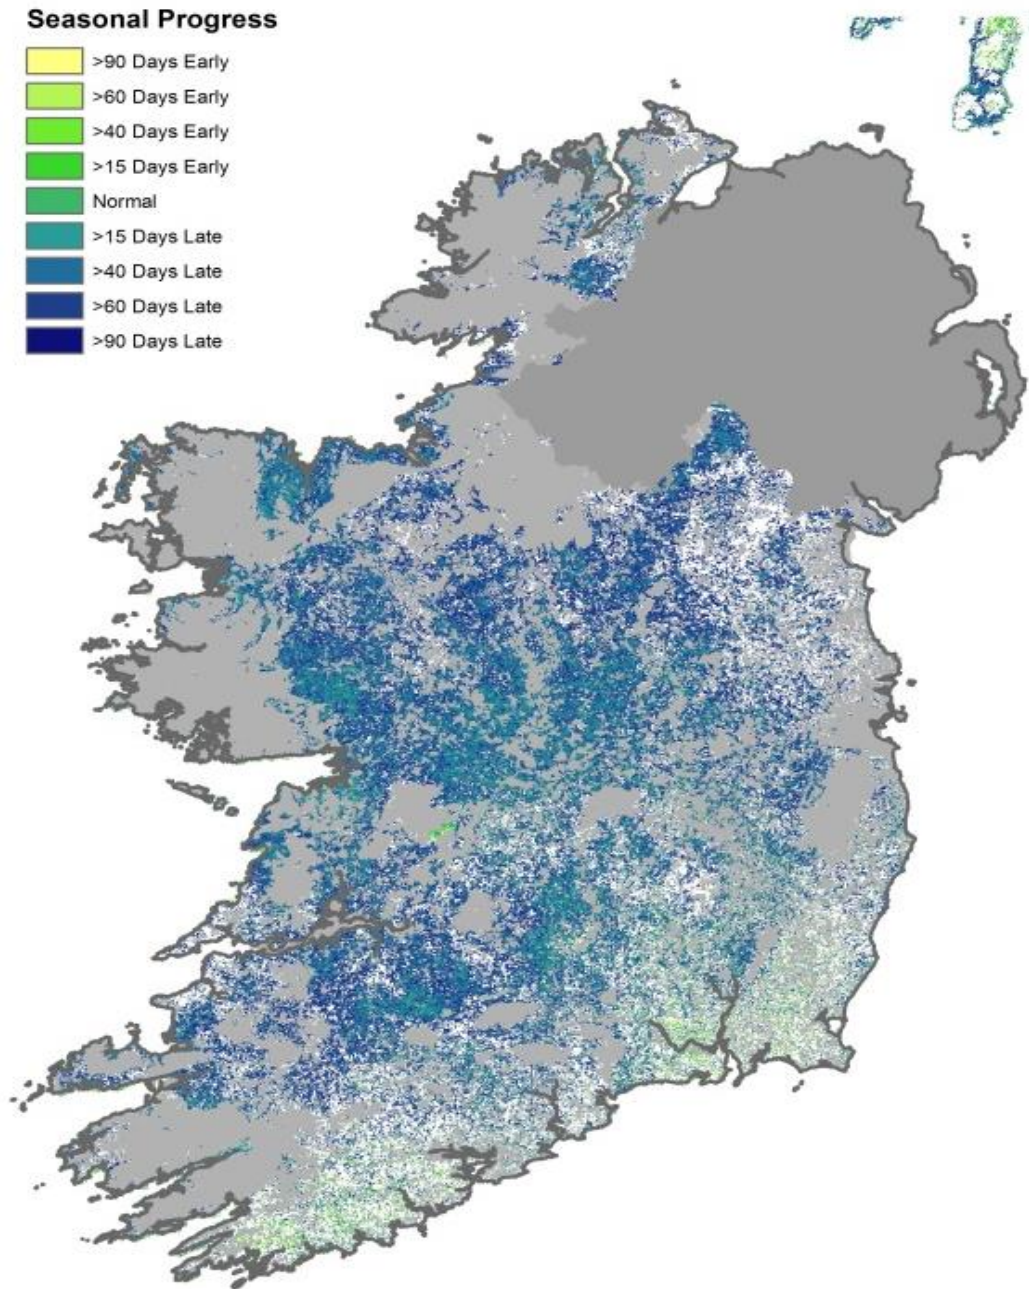 Seasonal Progress
>90 Days Early
>60 Days Early
>40 Days Early
>15 Days Early
Normal
>15 Days Late
>40 Days Late
>60 Days Late
>90 Days Late